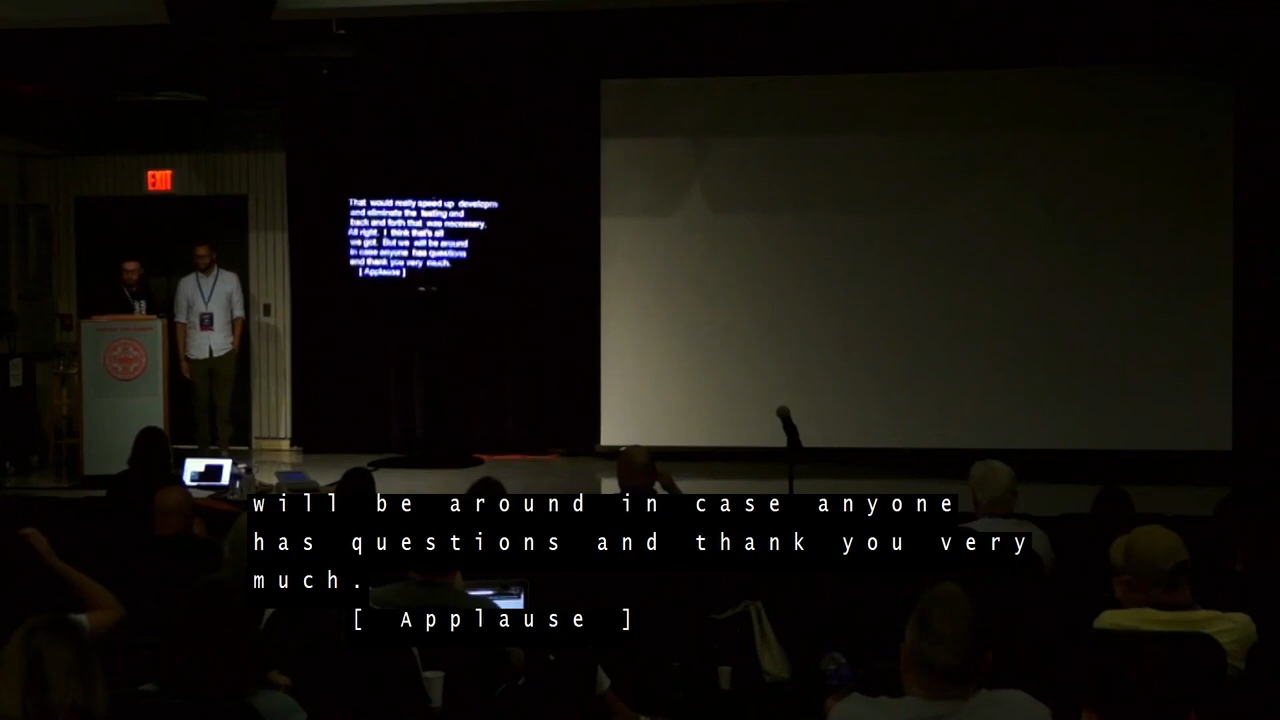 EXIT
That would really speed up developm
and eliminate the testing and
back and forth that was necessary.
All right. I think that's all
we got. But we will be around
in case anyone has questions
and thank you very much.
[ Applause ]
will be around in case anyone
has questions and thank you very
much.
[ Applause ]